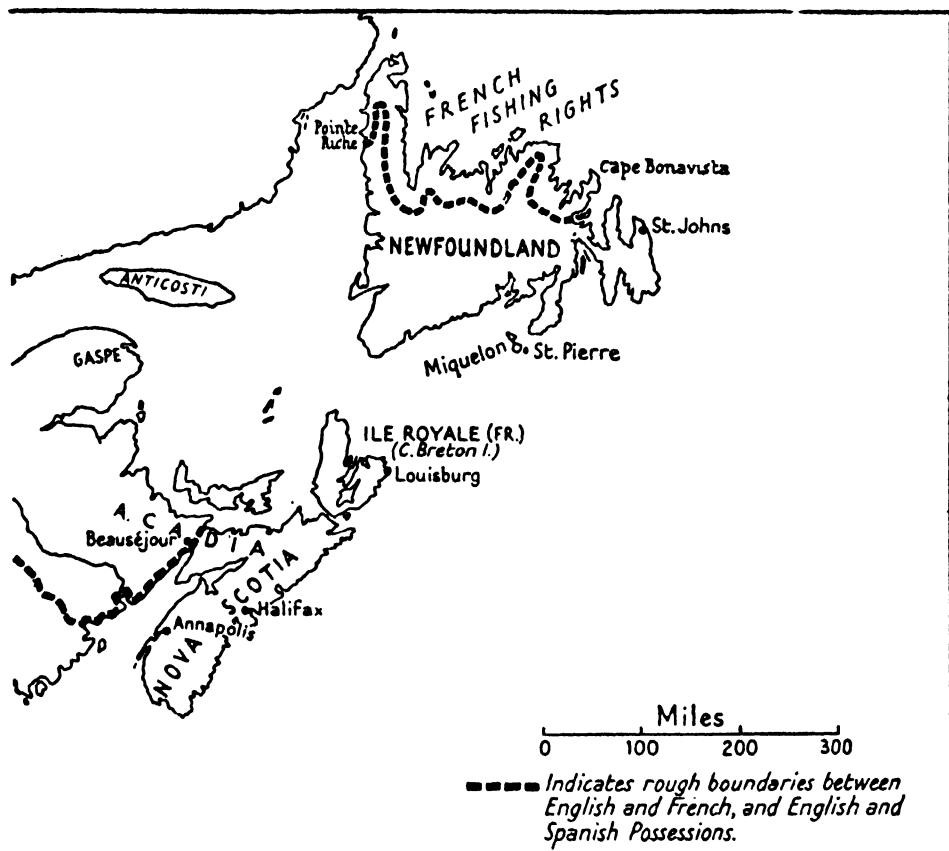 FRENCH
FISHING
RIGHTS
Pointe
Riche
Cape Bonavista
St. Johns
NEWFOUNDLAND
ANTICOSTI
GASPE
Miquelon
St. Pierre
ILE ROYALE (FR.)
(C. Breton I.)
Louisburg
ACADIA
Beauséjour
NOVA SCOTIA
Halifax
Annapolis
Miles
0 100 200 300
Indicates rough boundaries between
English and French, and English and
Spanish Possessions.